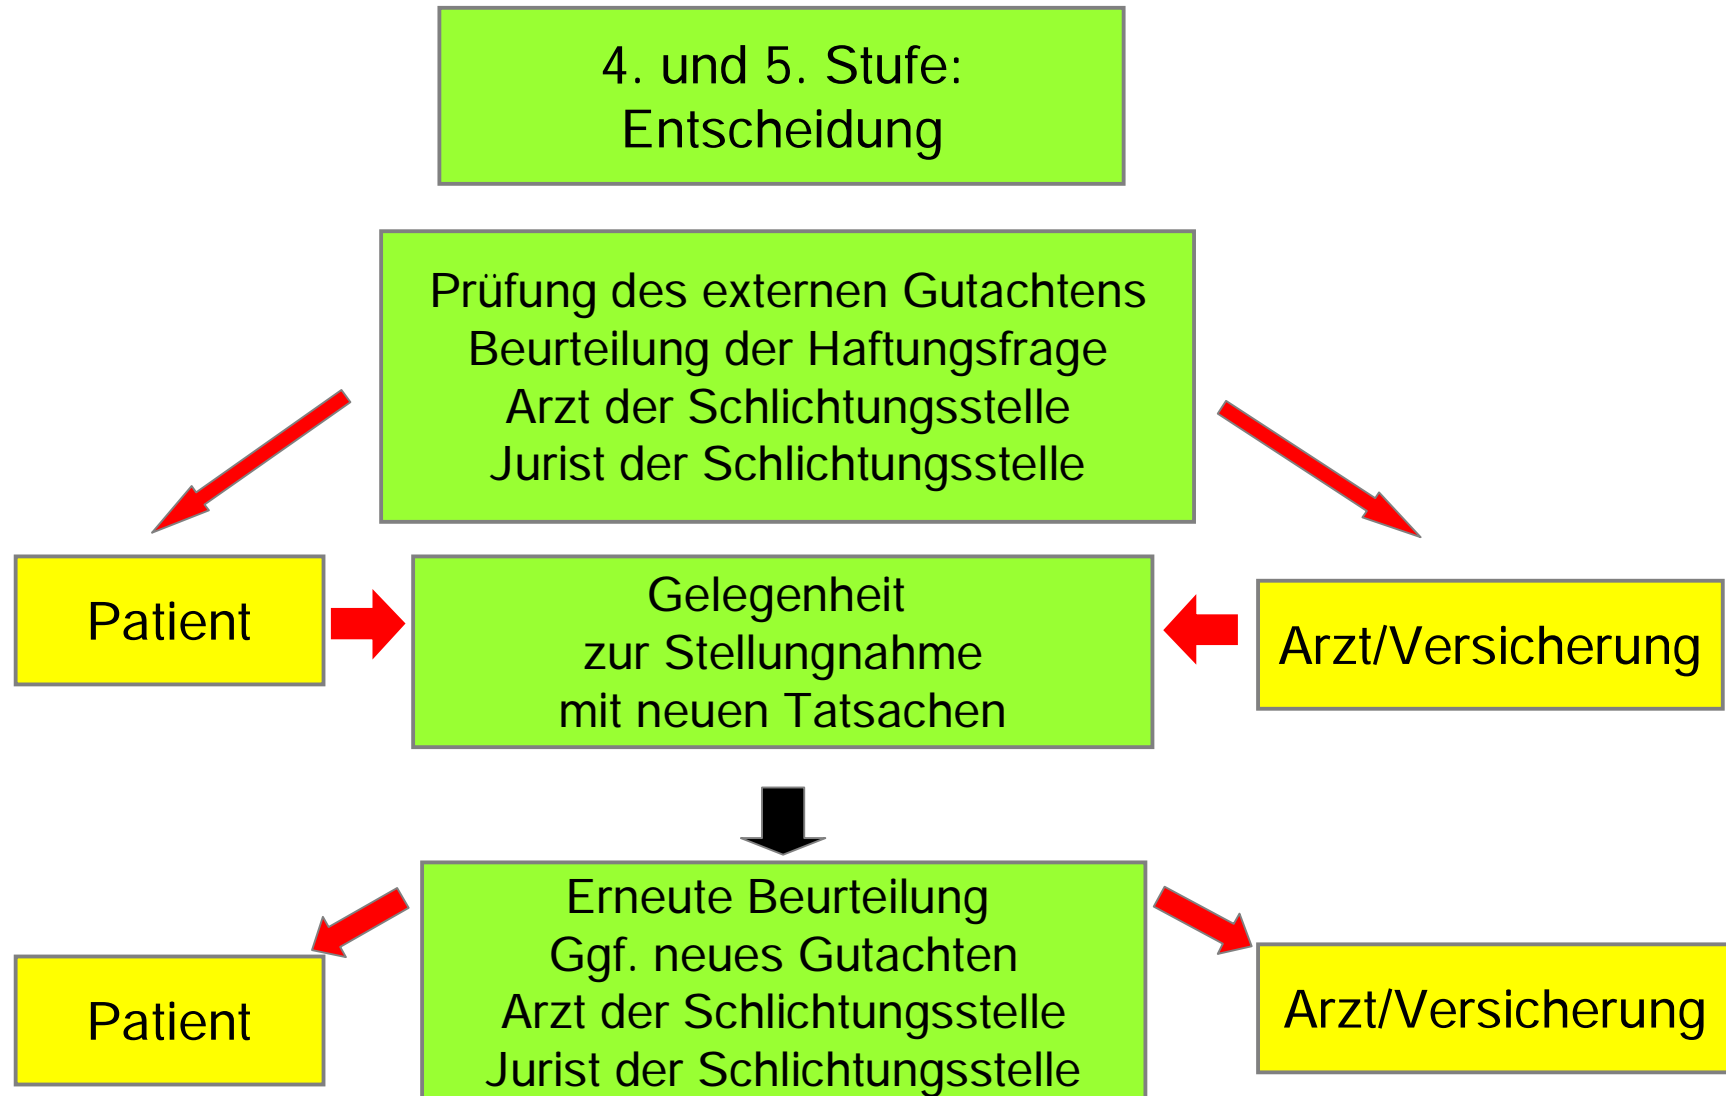 4. und 5. Stufe:
Entscheidung
Prüfung des externen Gutachtens
Beurteilung der Haftungsfrage
Arzt der Schlichtungsstelle
Jurist der Schlichtungsstelle
Patient
Gelegenheit
zur Stellungnahme
mit neuen Tatsachen
Arzt/Versicherung
Patient
Erneute Beurteilung
Ggf. neues Gutachten
Arzt der Schlichtungsstelle
Jurist der Schlichtungsstelle
Arzt/Versicherung